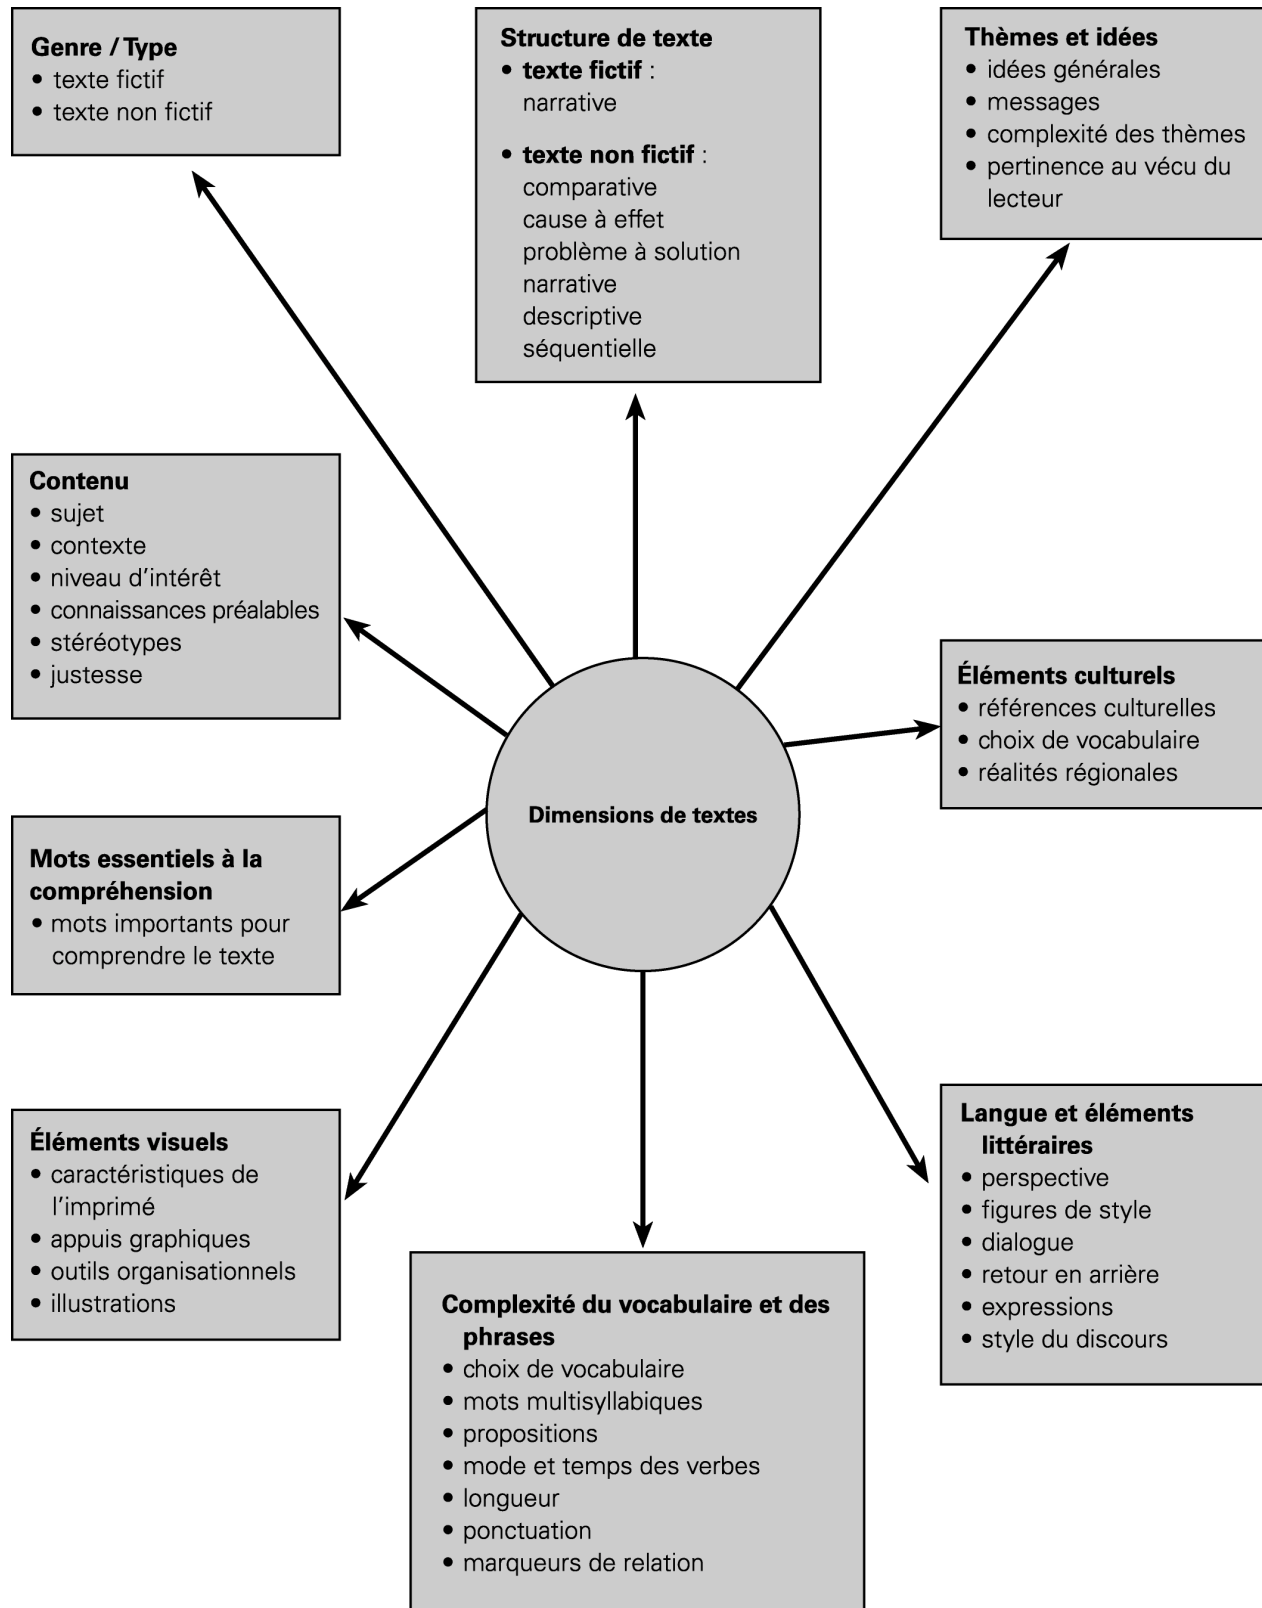 Genre / Type
• texte fictif
• texte non fictif
Structure de texte
• texte fictif :
narrative
• texte non fictif :
comparative
cause à effet
problème à solution
narrative
descriptive
séquentielle
Thèmes et idées
• idées générales
• messages
• complexité des thèmes
• pertinence au vécu du
lecteur
Contenu
• sujet
• contexte
• niveau d'intérêt
• connaissances préalables
• stéréotypes
• justesse
Éléments culturels
• références culturelles
• choix de vocabulaire
• réalités régionales
Dimensions de textes
Mots essentiels à la
compréhension
• mots importants pour
comprendre le texte
Éléments visuels
• caractéristiques de
l'imprimé
• appuis graphiques
• outils organisationnels
• illustrations
Complexité du vocabulaire et des
phrases
• choix de vocabulaire
• mots multisyllabiques
• propositions
• mode et temps des verbes
• longueur
• ponctuation
• marqueurs de relation
Langue et éléments
littéraires
• perspective
• figures de style
• dialogue
• retour en arrière
• expressions
• style du discours